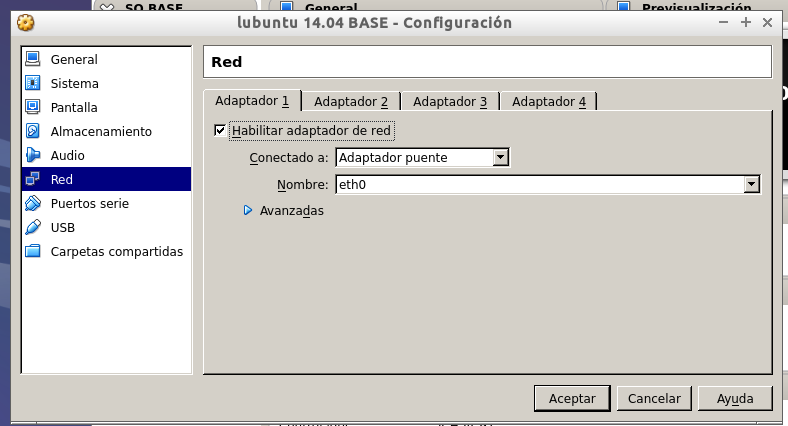 SO BASE
General
Previsualización
lubuntu 14.04 BASE - Configuración
General
Sistema
Pantalla
Almacenamiento
Audio
Red
Puertos serie
USB
Carpetas compartidas
Red
Adaptador 1
Adaptador 2
Adaptador 3
Adaptador 4
Habilitar adaptador de red
Conectado a: Adaptador puente
Nombre: eth0
Avanzadas
Aceptar
Cancelar
Ayuda